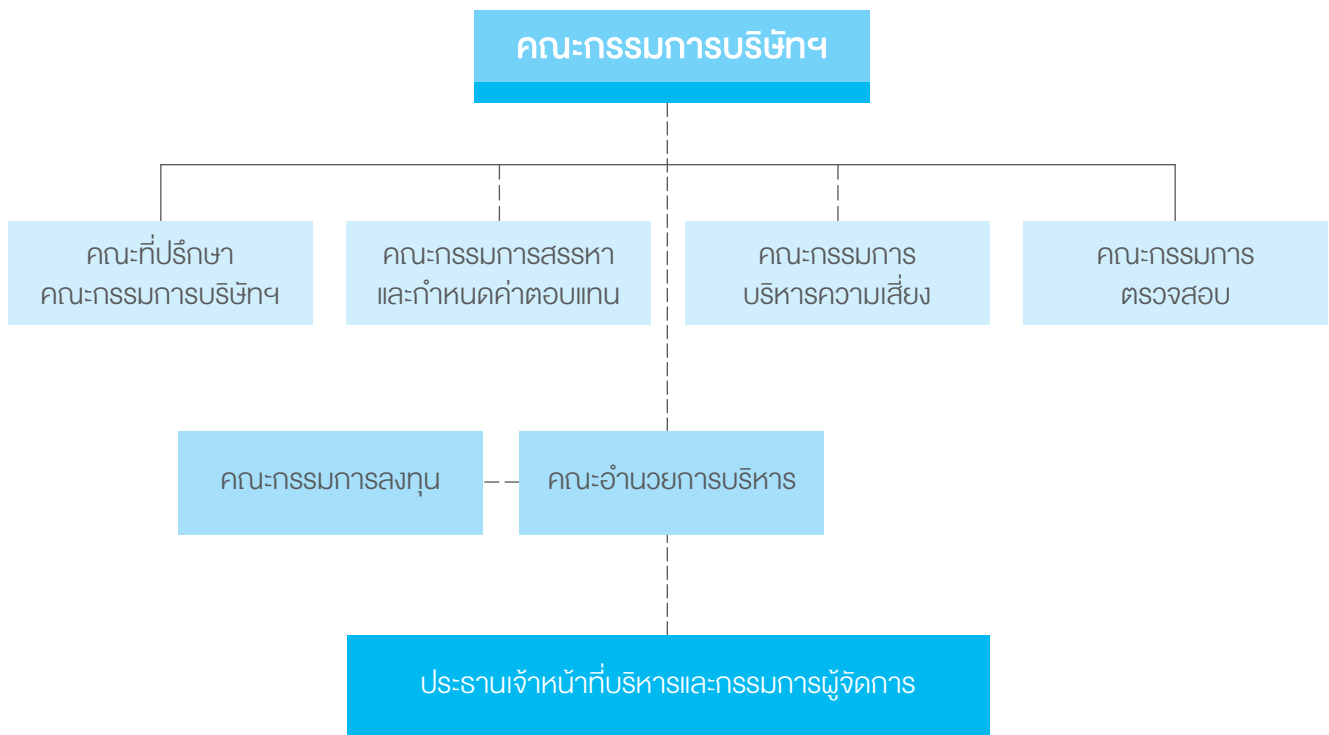 คณะกรรมการบริษัทฯ
คณะที่ปรึกษา
คณะกรรมการบริษัทฯ
คณะกรรมการสรรหา
และกำหนดค่าตอบแทน
คณะกรรมการ
บริหารความเสี่ยง
คณะกรรมการ
ตรวจสอบ
คณะกรรมการลงทุน
คณะอำนวยการบริหาร
ประธานเจ้าหน้าที่บริหารและกรรมการผู้จัดการ